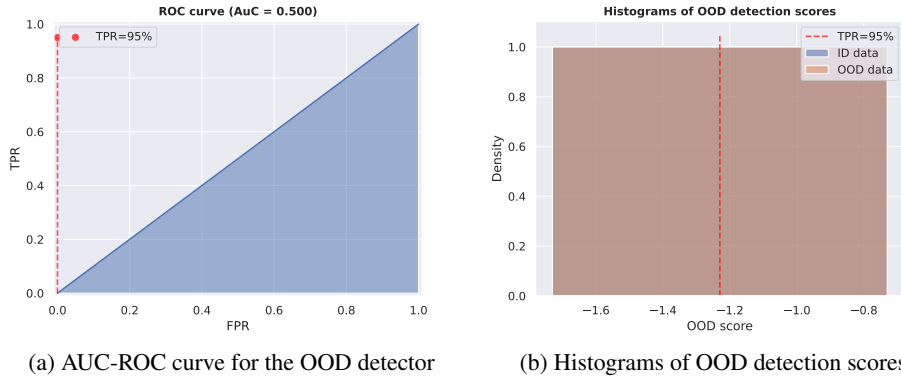 ROC curve (AuC = 0.500)
1.0
0.8
0.6
0.4
0.2
0.0
TPR
TPR=95%
0.0 0.2 0.4 0.6 0.8 1.0
FPR
Histograms of OOD detection scores
1.0
0.8
0.6
0.4
0.2
0.0
Density
TPR=95%
ID data
OOD data
−1.6 −1.4 −1.2 −1.0 −0.8
OOD score
(a) AUC-ROC curve for the OOD detector
(b) Histograms of OOD detection scores